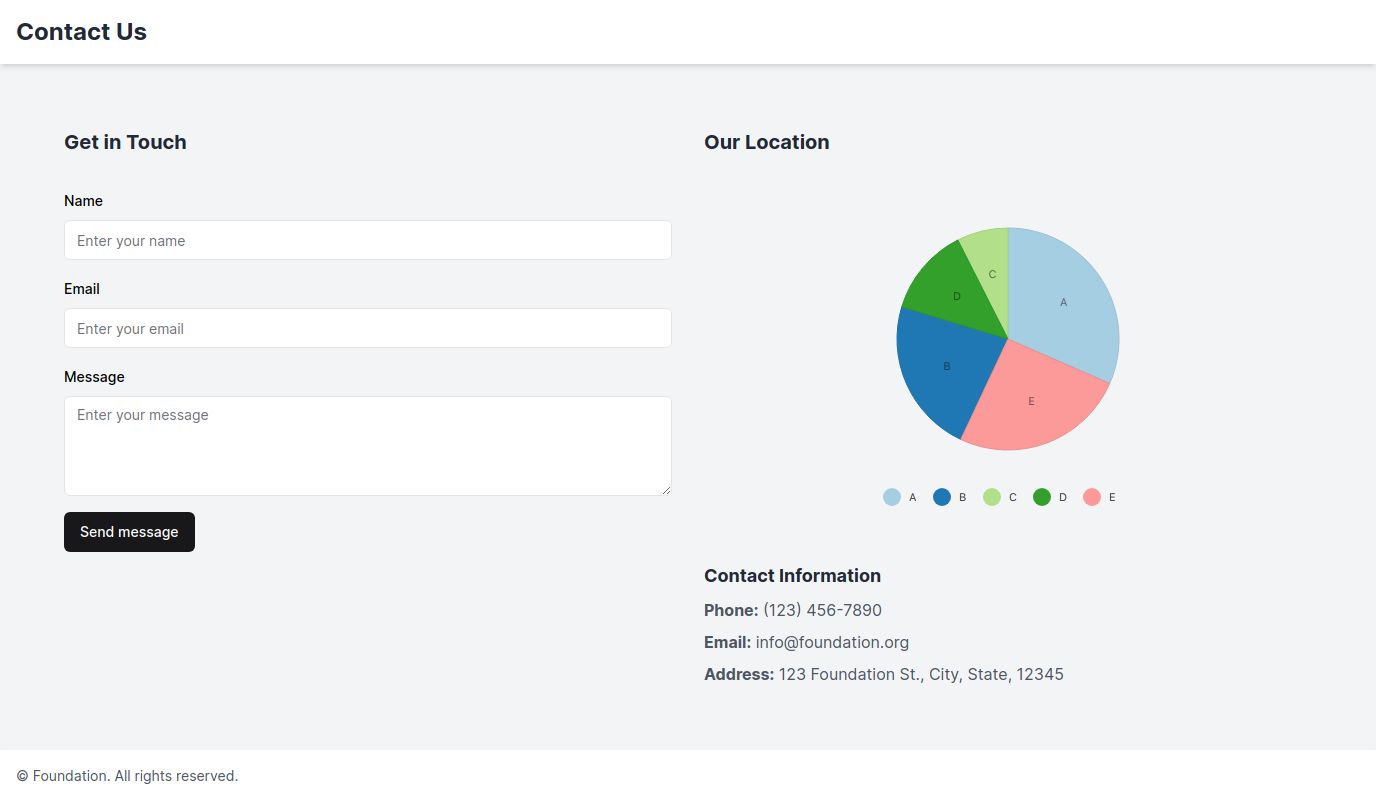 Contact Us
Get in Touch
Name
Enter your name
Email
Enter your email
Message
Enter your message
Send message
Our Location
A
B
C
D
E
A B C D E
Contact Information
Phone: (123) 456-7890
Email: info@foundation.org
Address: 123 Foundation St., City, State, 12345
© Foundation. All rights reserved.